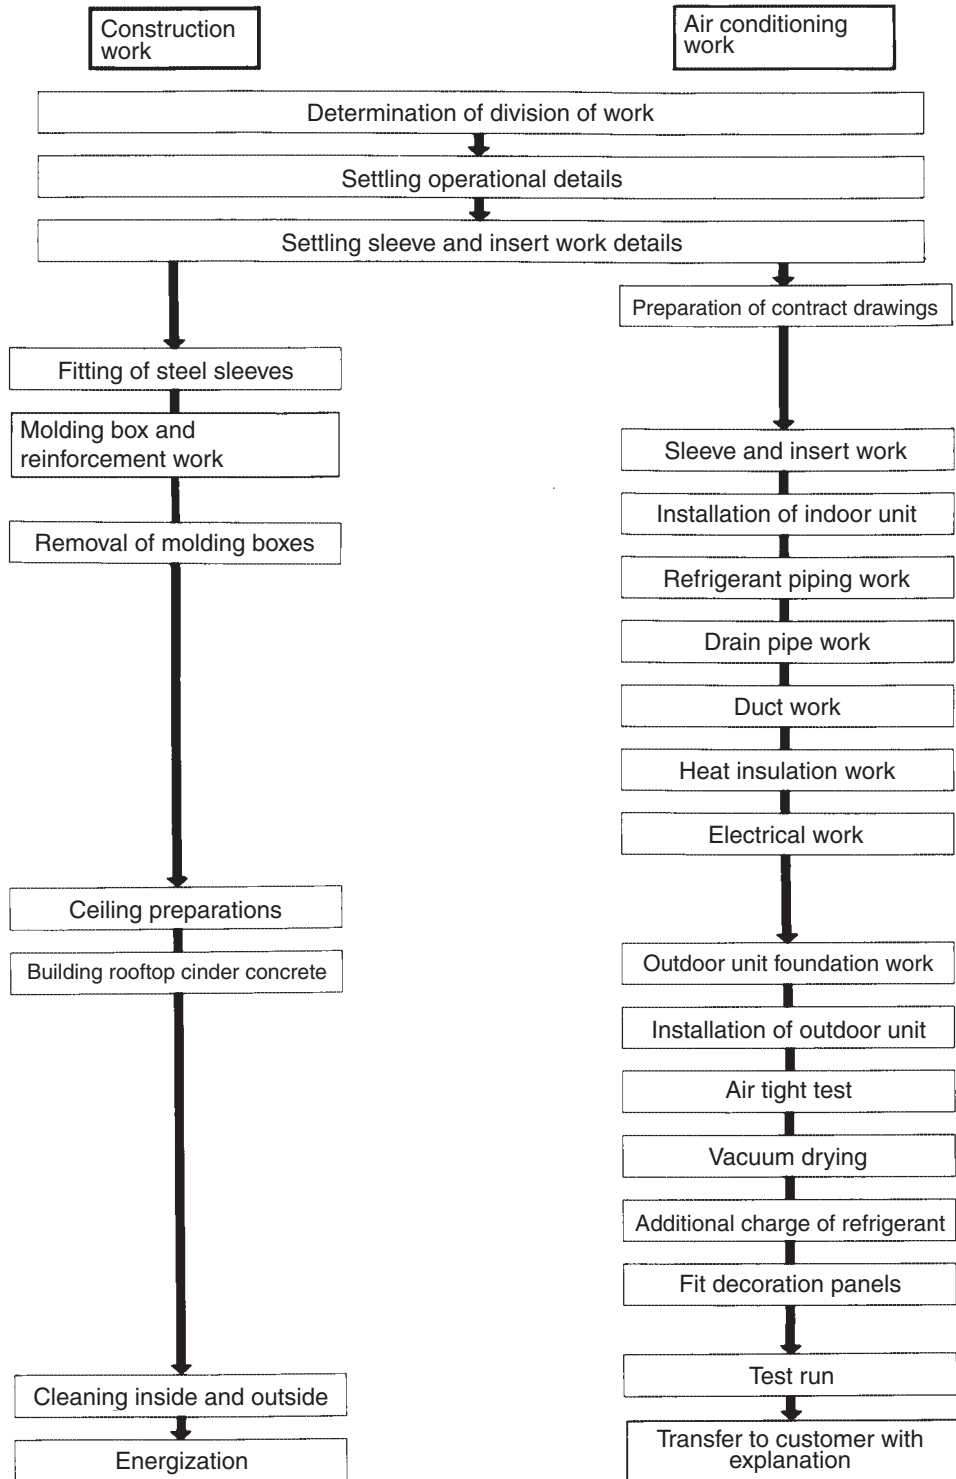 Construction
work
Air conditioning
work
Determination of division of work
Settling operational details
Settling sleeve and insert work details
Preparation of contract drawings
Fitting of steel sleeves
Molding box and
reinforcement work
Sleeve and insert work
Installation of indoor unit
Removal of molding boxes
Refrigerant piping work
Drain pipe work
Duct work
Heat insulation work
Electrical work
Ceiling preparations
Building rooftop cinder concrete
Outdoor unit foundation work
Installation of outdoor unit
Air tight test
Vacuum drying
Additional charge of refrigerant
Fit decoration panels
Test run
Cleaning inside and outside
Energization
Transfer to customer with
explanation